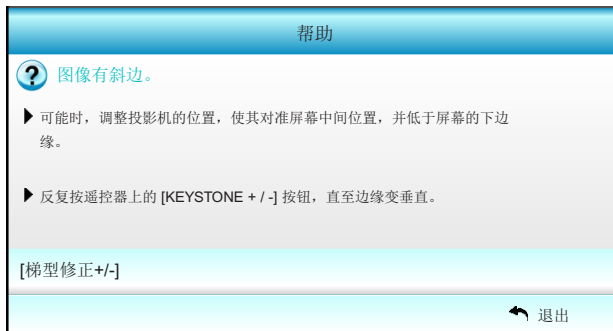 帮助
图像有斜边。
可能时，调整投影机的位置，使其对准屏幕中间位置，并低于屏幕的下边
缘。
反复按遥控器上的 [KEYSTONE + / -] 按钮，直至边缘变垂直。
[梯型修正+/-]
退出